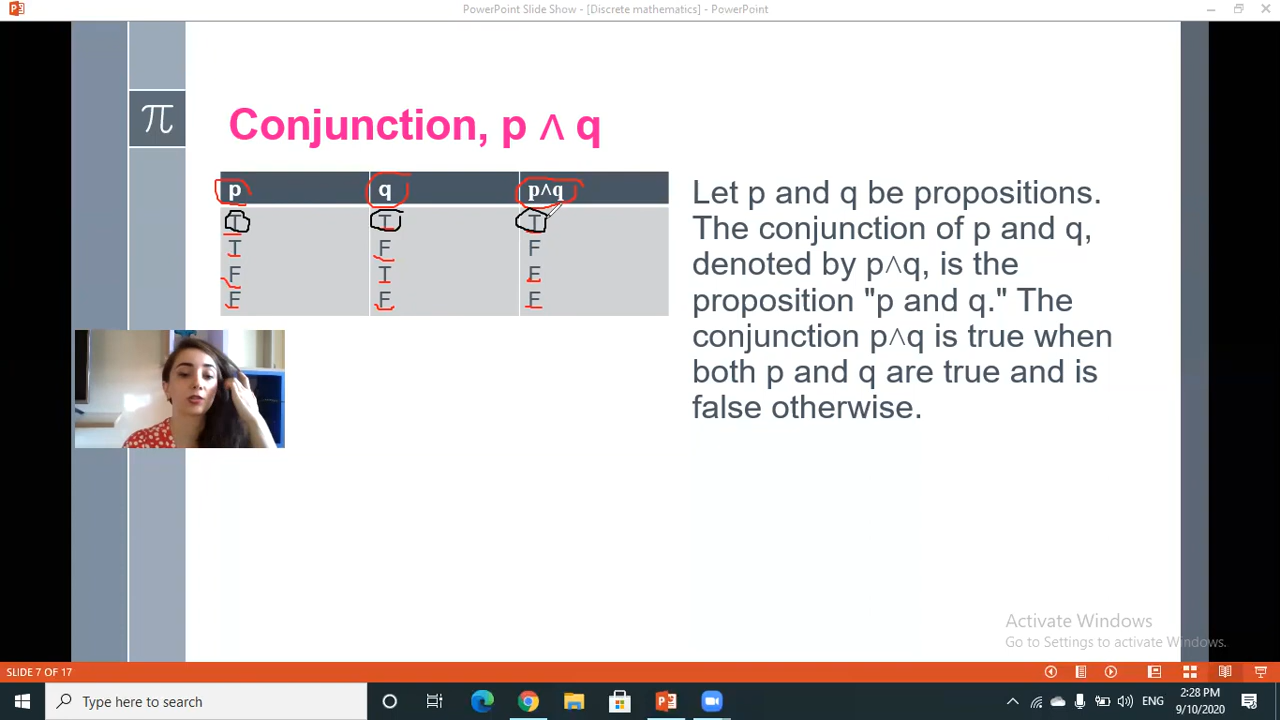 PowerPoint Slide Show - [Discrete mathematics] - PowerPoint
π
Conjunction, p ∧ q
p q p^q
T T T
T F F
F T F
F F F
Let p and q be propositions.
The conjunction of p and q,
denoted by p∧q, is the
proposition "p and q." The
conjunction p∧q is true when
both p and q are true and is
false otherwise.
Activate Windows
Go to Settings to activate Windows.
SLIDE 7 OF 17
Type here to search
ENG
2:28 PM
9/10/2020